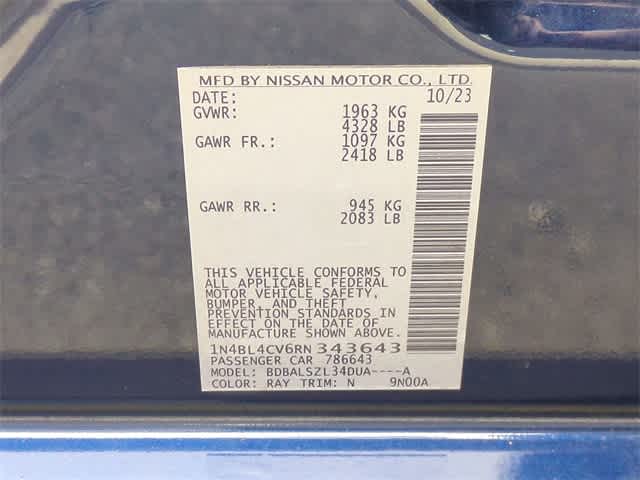 MFD BY NISSAN MOTOR CO., LTD.
DATE: 10/23
GVWR: 1963 KG
4328 LB
GAWR FR.: 1097 KG
2418 LB
GAWR RR.: 945 KG
2083 LB
THIS VEHICLE CONFORMS TO
ALL APPLICABLE FEDERAL
MOTOR VEHICLE SAFETY,
BUMPER, AND THEFT
PREVENTION STANDARDS IN
EFFECT ON THE DATE OF
MANUFACTURE SHOWN ABOVE.
1N4BL4CV6RN 343643
PASSENGER CAR 786643
MODEL: BDBALSZL34DUA----A
COLOR: RAY TRIM: N 9N00A